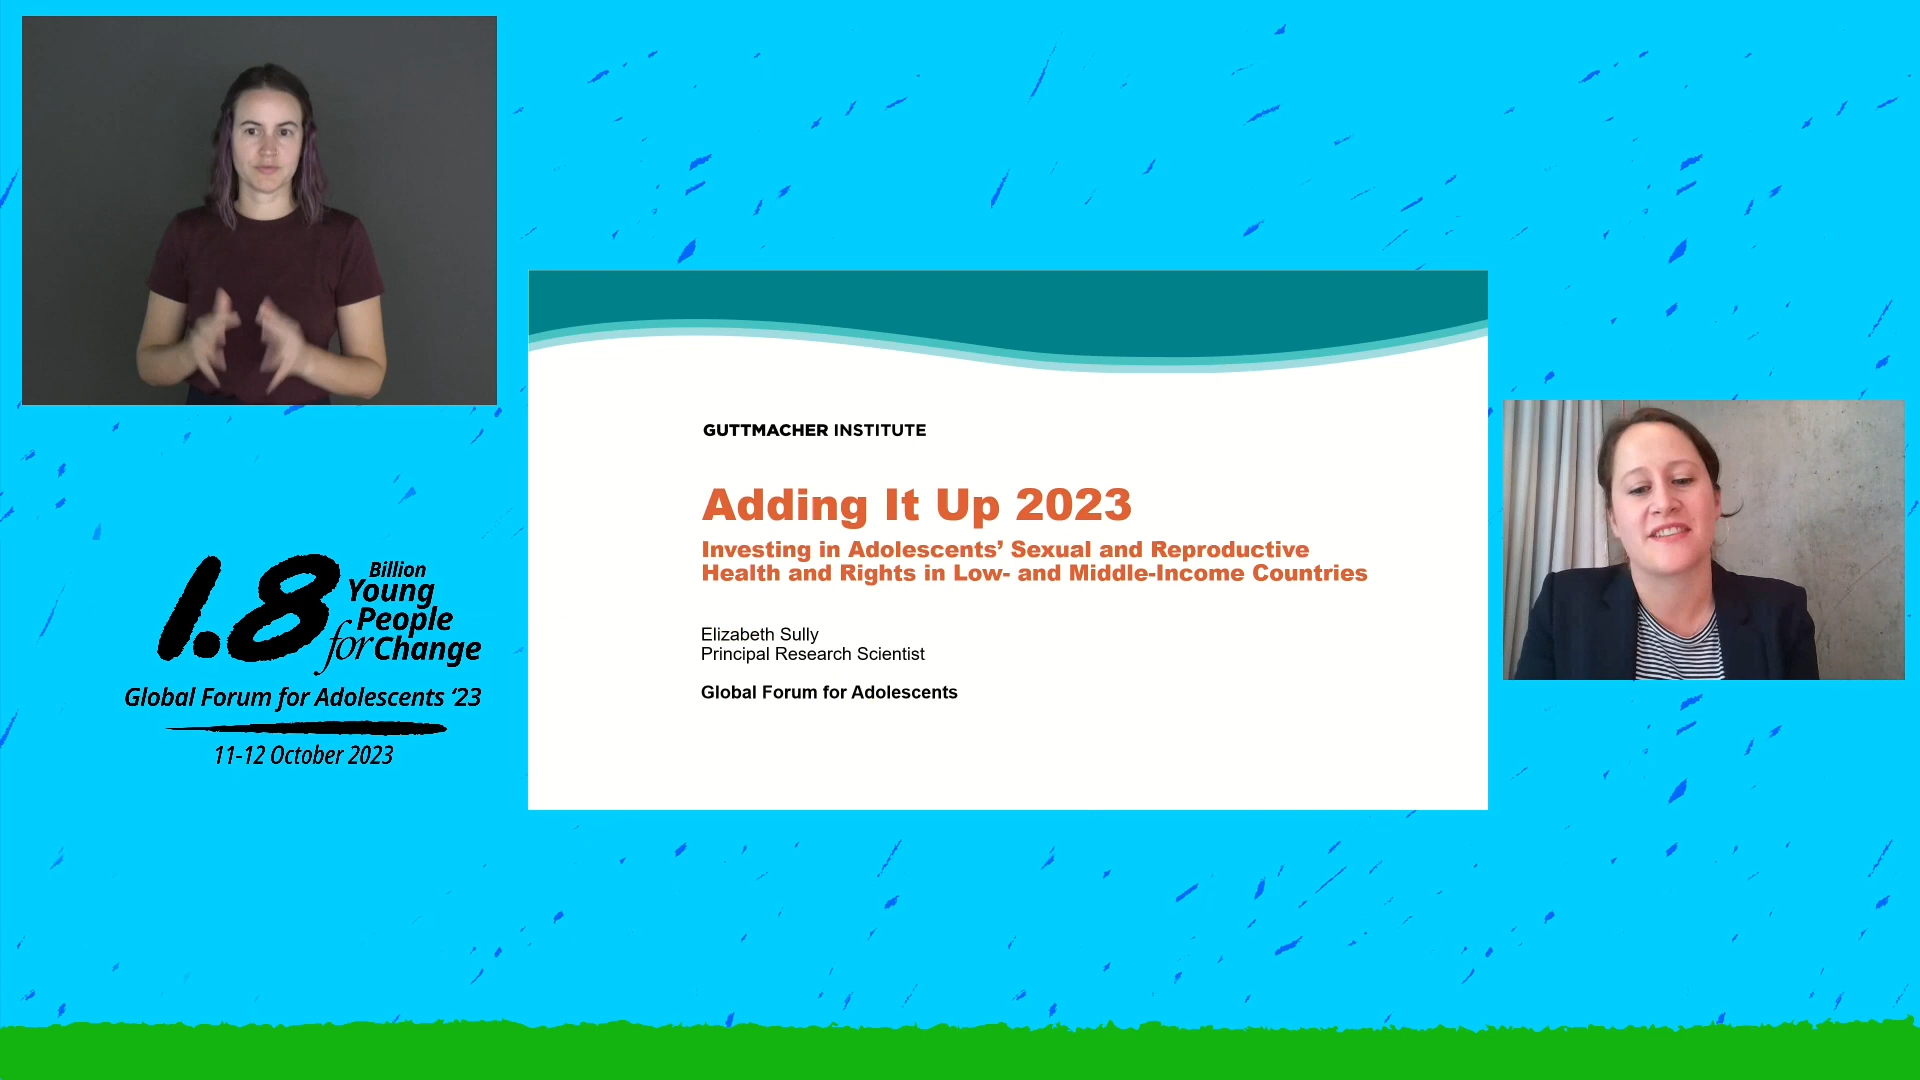 1.8 Billion
Young
People
for Change
Global Forum for Adolescents ‘23
11-12 October 2023
GUTTMACHER INSTITUTE
Adding It Up 2023
Investing in Adolescents’ Sexual and Reproductive
Health and Rights in Low- and Middle-Income Countries
Elizabeth Sully
Principal Research Scientist
Global Forum for Adolescents